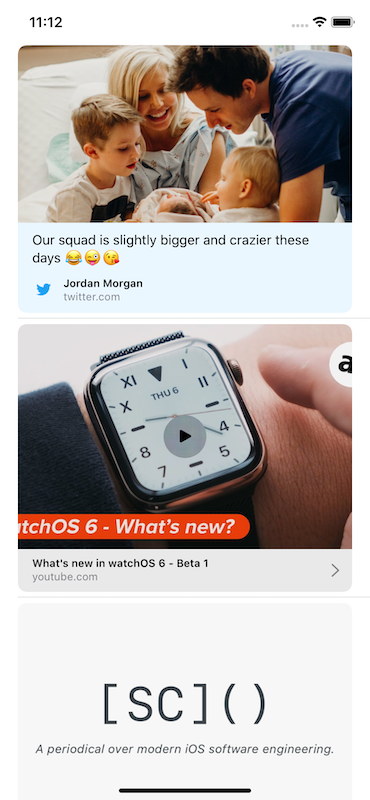 11:12
Our squad is slightly bigger and crazier these
days 😂😜😘
Jordan Morgan
twitter.com
XI
II
THU 6
X
4
8
7
5
a
tchOS 6 - What's new?
What's new in watchOS 6 - Beta 1
youtube.com
[SC]()
A periodical over modern iOS software engineering.